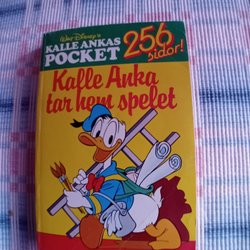 Walt Disney's
KALLE ANKAS
POCKET
256
sidor!
Kalle Anka
tar hem spelet